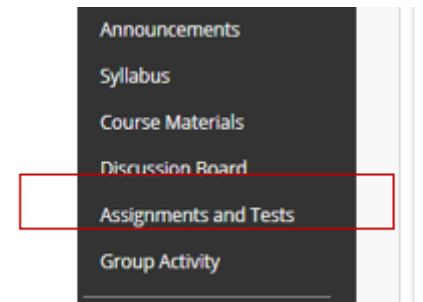 Announcements
Syllabus
Course Materials
Discussion Board
Assignments and Tests
Group Activity